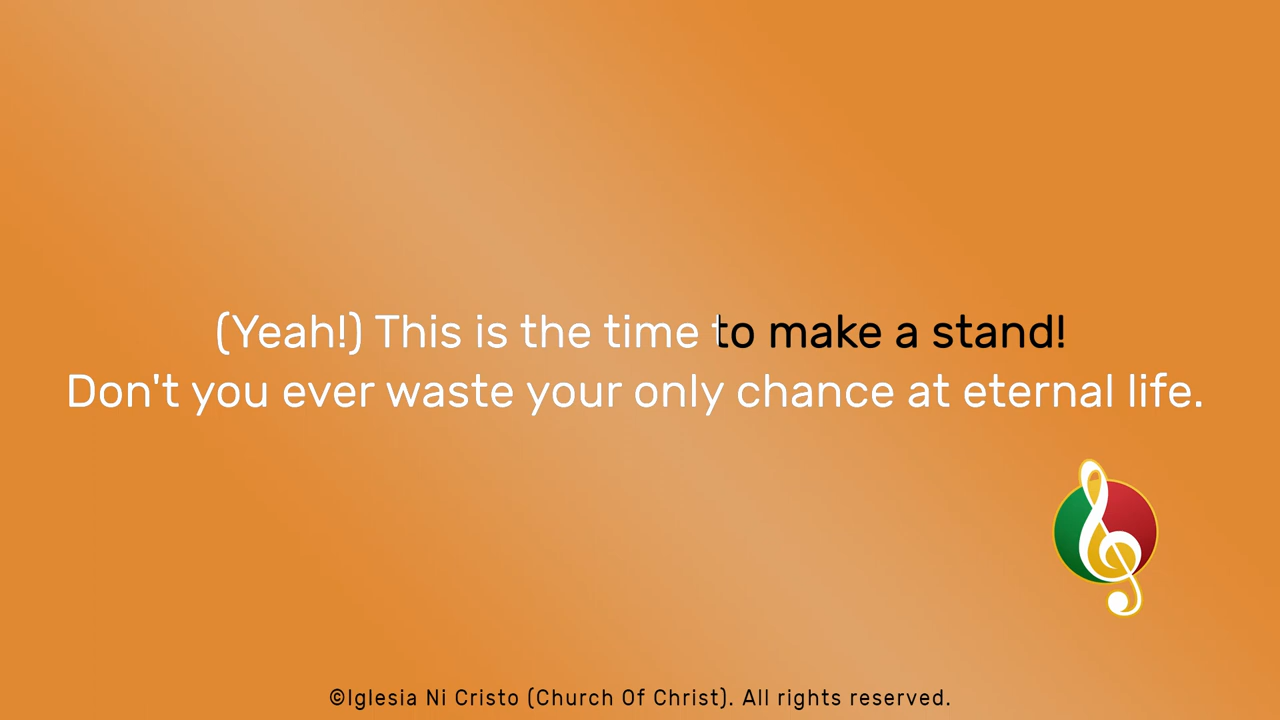 (Yeah!) This is the time to make a stand!
Don't you ever waste your only chance at eternal life.
©Iglesia Ni Cristo (Church Of Christ). All rights reserved.